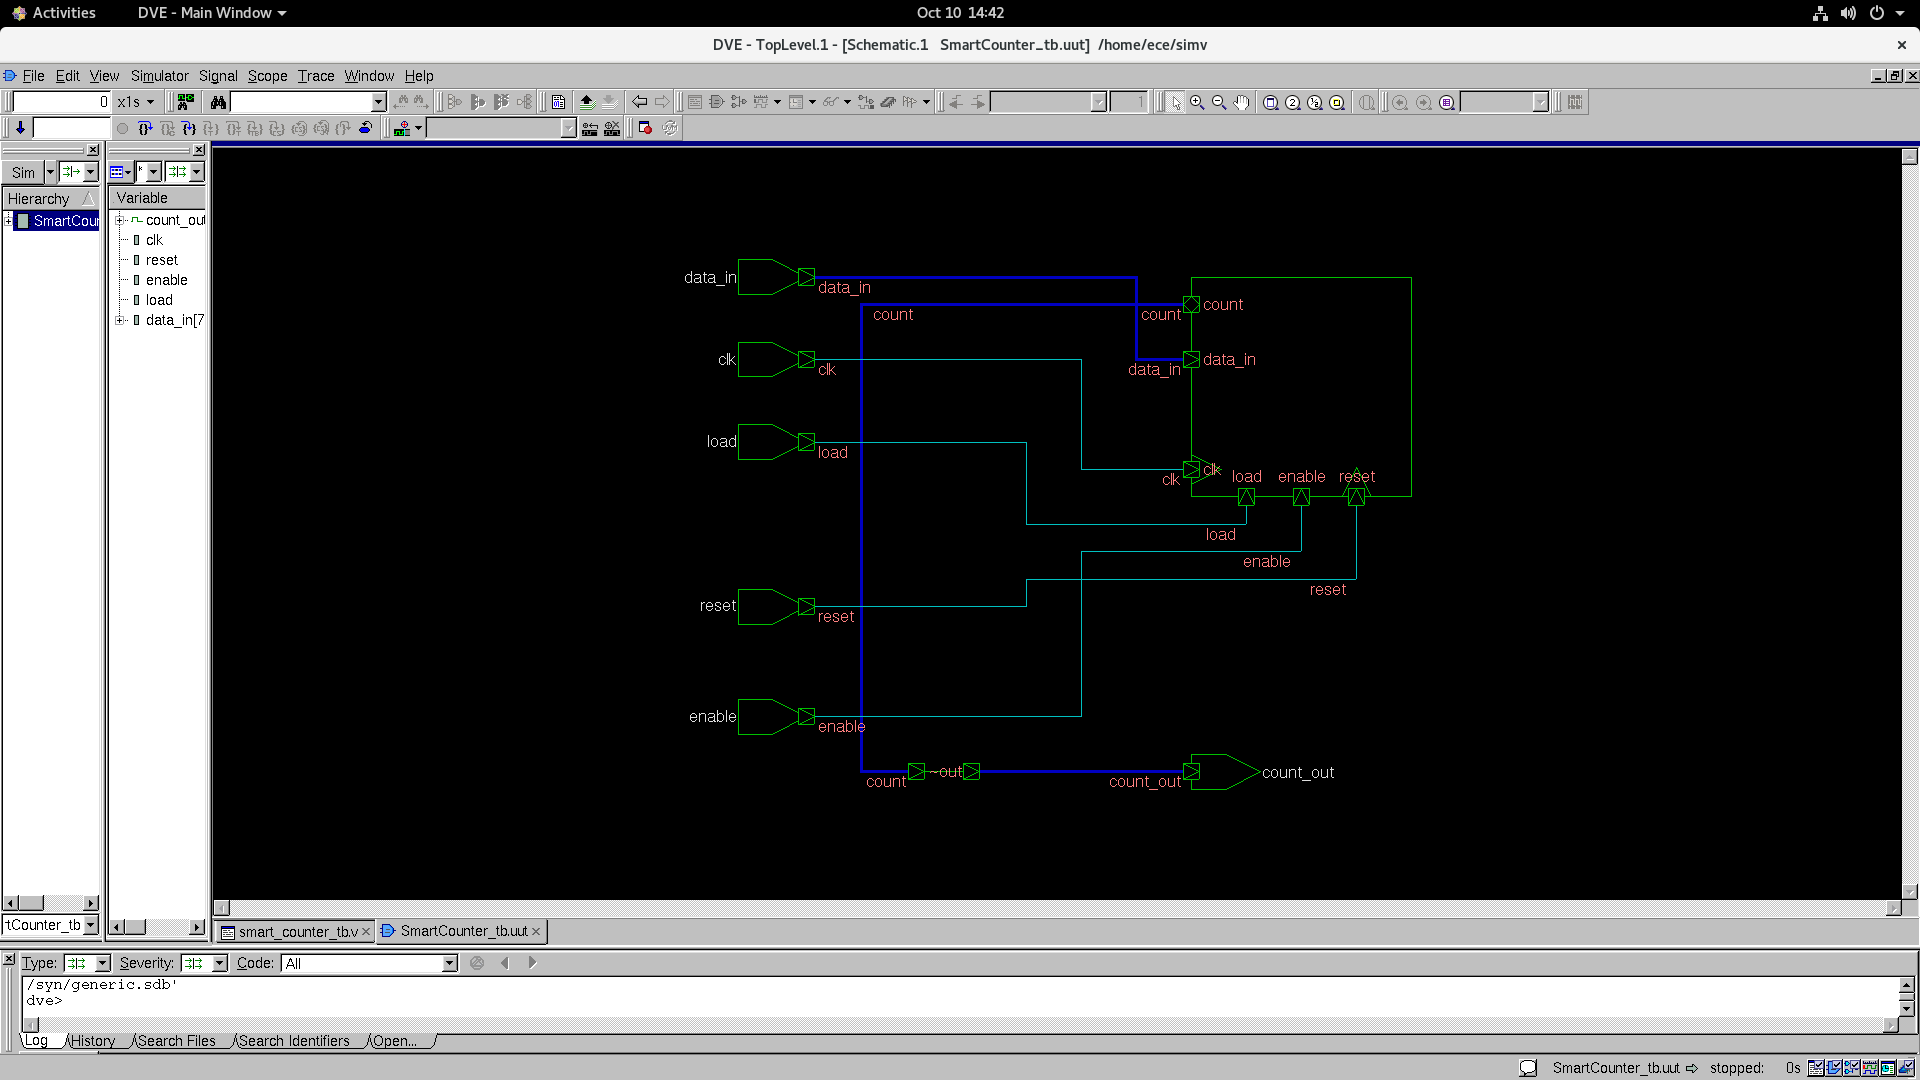 Activities
DVE - Main Window
Oct 10 14:42
DVE - TopLevel.1 - [Schematic.1 SmartCounter_tb.uut] /home/ece/simv
File Edit View Simulator Signal Scope Trace Window Help
0 x1s
1
Sim
*
Hierarchy
Variable
SmartCour
count_out
clk
reset
enable
load
data_in[7
data_in
data_in
count
count
count
clk
clk
data_in
data_in
load
load
clk
clk
load
enable
reset
load
enable
reset
reset
reset
enable
enable
count
~out
count_out
count_out
tCounter_tb
smart_counter_tb.v
SmartCounter_tb.uut
Type:
Severity:
Code:
All
/syn/generic.sdb'
dve>
Log
History
Search Files
Search Identifiers
Open...
SmartCounter_tb.uut
stopped:
0s